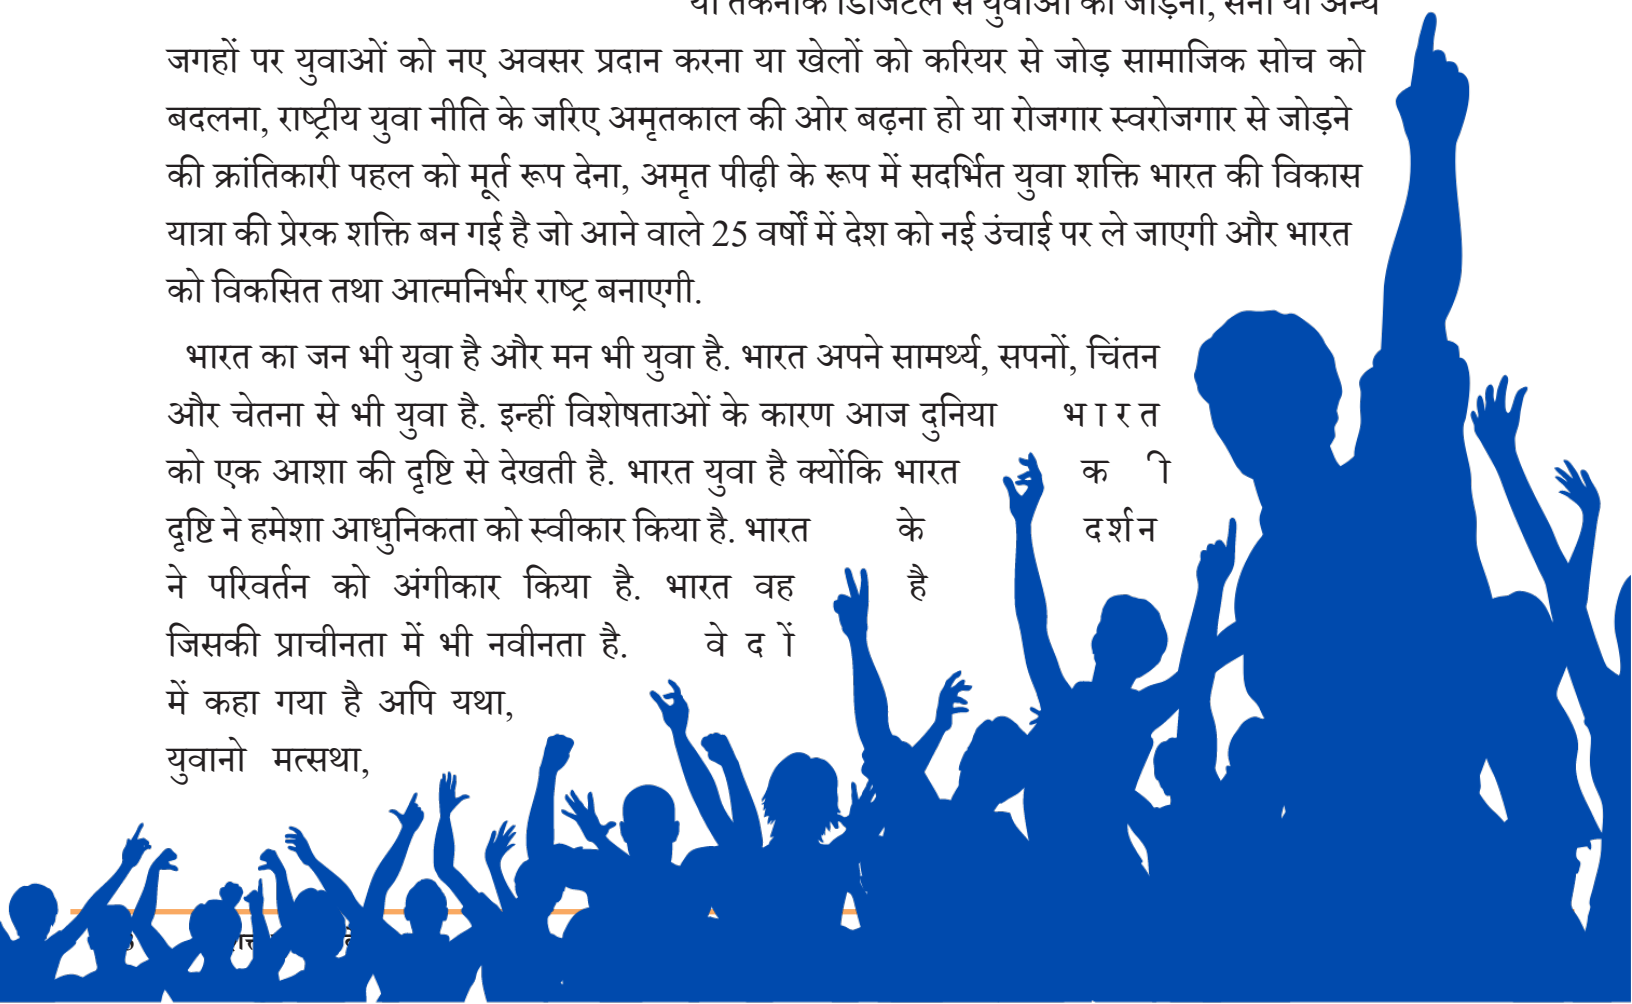 या तकनीक डिजिटल से युवाओं को जोड़ना, सेना या अन्य
जगहों पर युवाओं को नए अवसर प्रदान करना या खेलों को करियर से जोड़ सामाजिक सोच को
बदलना, राष्ट्रीय युवा नीति के जरिए अमृतकाल की ओर बढ़ना हो या रोजगार स्वरोजगार से जोड़ने
की क्रांतिकारी पहल को मूर्त रूप देना, अमृत पीढ़ी के रूप में सदर्भित युवा शक्ति भारत की विकास
यात्रा की प्रेरक शक्ति बन गई है जो आने वाले 25 वर्षों में देश को नई उंचाई पर ले जाएगी और भारत
को विकसित तथा आत्मनिर्भर राष्ट्र बनाएगी.
भारत का जन भी युवा है और मन भी युवा है. भारत अपने सामर्थ्य, सपनों, चिंतन
और चेतना से भी युवा है. इन्हीं विशेषताओं के कारण आज दुनिया भारत
को एक आशा की दृष्टि से देखती है. भारत युवा है क्योंकि भारत की
दृष्टि ने हमेशा आधुनिकता को स्वीकार किया है. भारत के दर्शन
ने परिवर्तन को अंगीकार किया है. भारत वह है
जिसकी प्राचीनता में भी नवीनता है. वेदों
में कहा गया है अपि यथा,
युवानो मत्सथा,